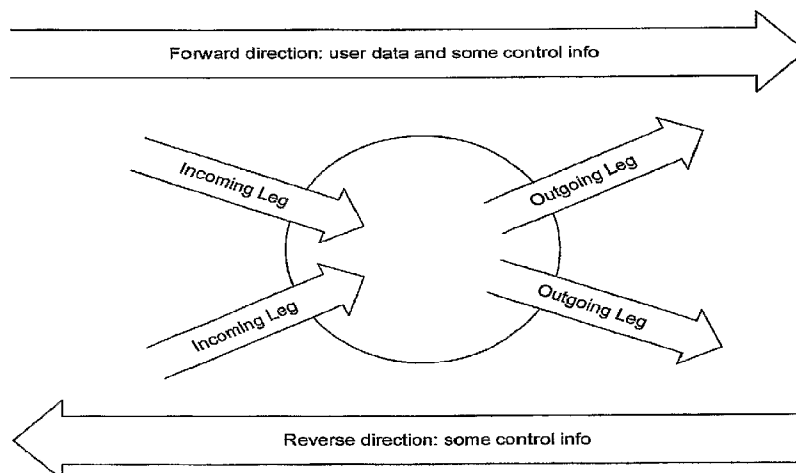 Forward direction: user data and some control info
Incoming Leg
Outgoing Leg
Incoming Leg
Outgoing Leg
Reverse direction: some control info